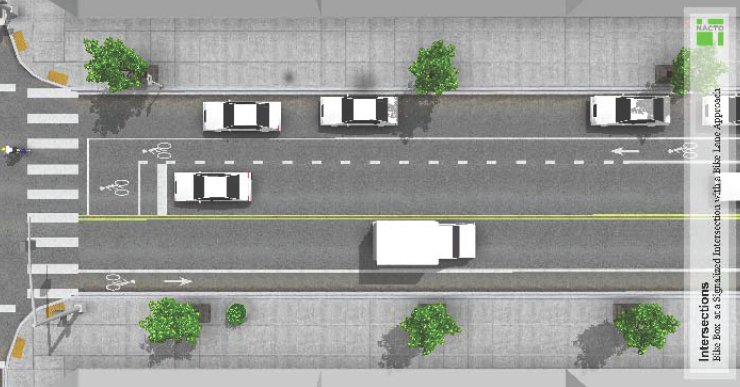 NACTO
Intersections
Bike Box at a Signalized Intersection with a Bike Lane Approach